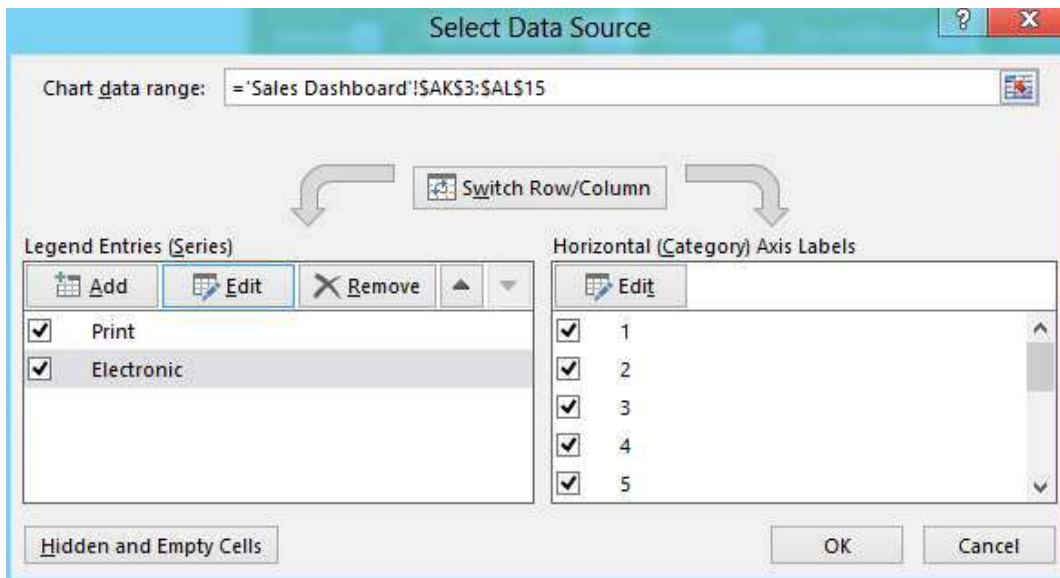 Select Data Source
?
Chart data range:
='Sales Dashboard'!$AK$3:$AL$15
Switch Row/Column
Legend Entries (Series)
Add
Edit
Remove
Print
Electronic
Horizontal (Category) Axis Labels
Edit
1
2
3
4
5
Hidden and Empty Cells
OK
Cancel